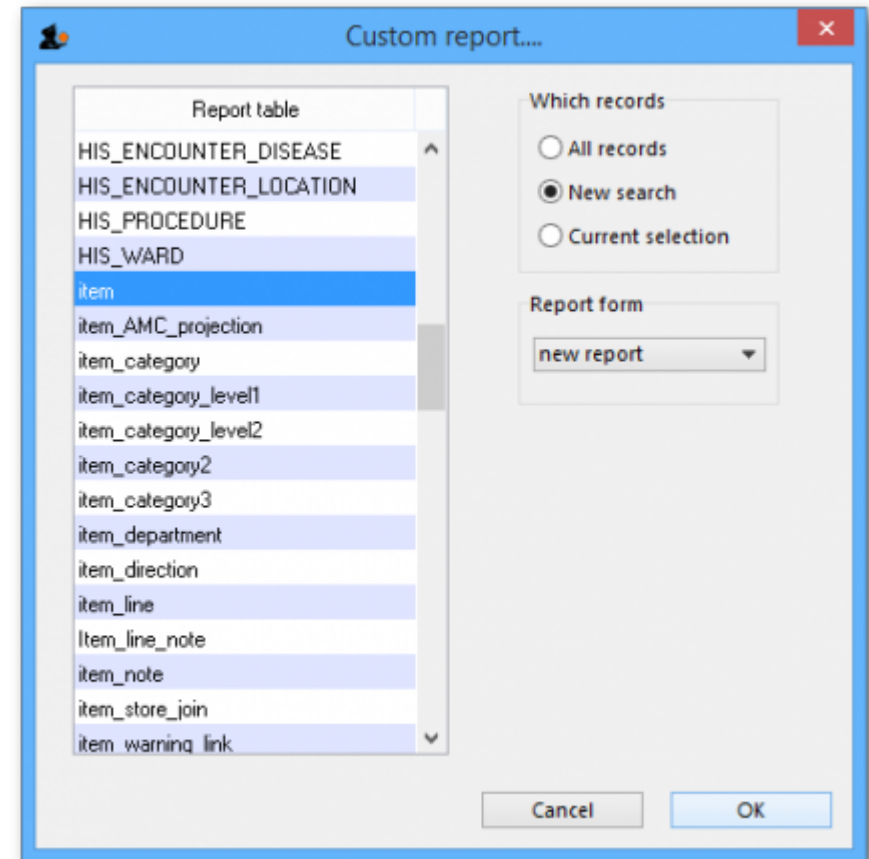 Custom report....
Report table
HIS_ENCOUNTER_DISEASE
HIS_ENCOUNTER_LOCATION
HIS_PROCEDURE
HIS_WARD
item
item_AMC_projection
item_category
item_category_level1
item_category_level2
item_category2
item_category3
item_department
item_direction
item_line
Item_line_note
item_note
item_store_join
item_warning_link
Which records
All records
New search
Current selection
Report form
new report
Cancel
OK